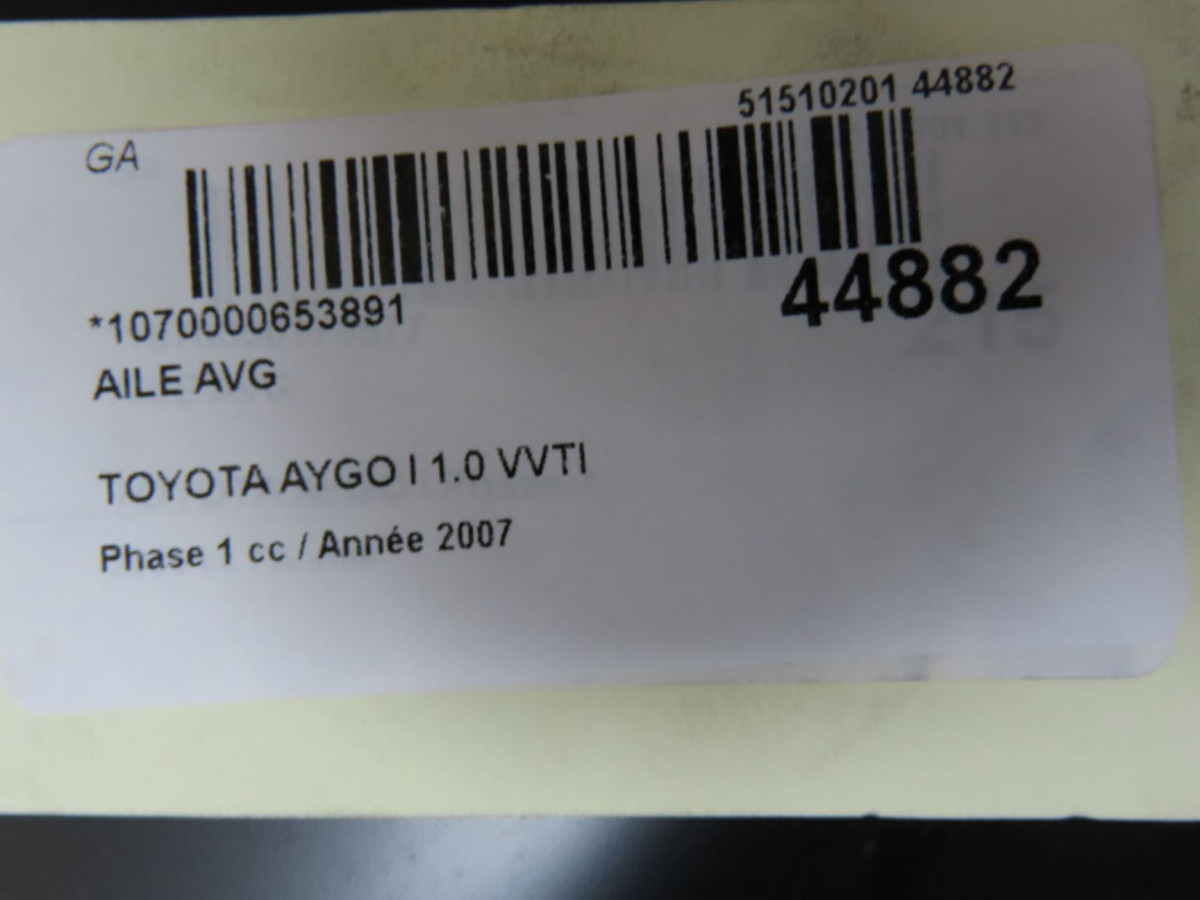 51510201 44882
GA
44882
*1070000653891
AILE AVG
TOYOTA AYGO I 1.0 VVTI
Phase 1 cc / Année 2007